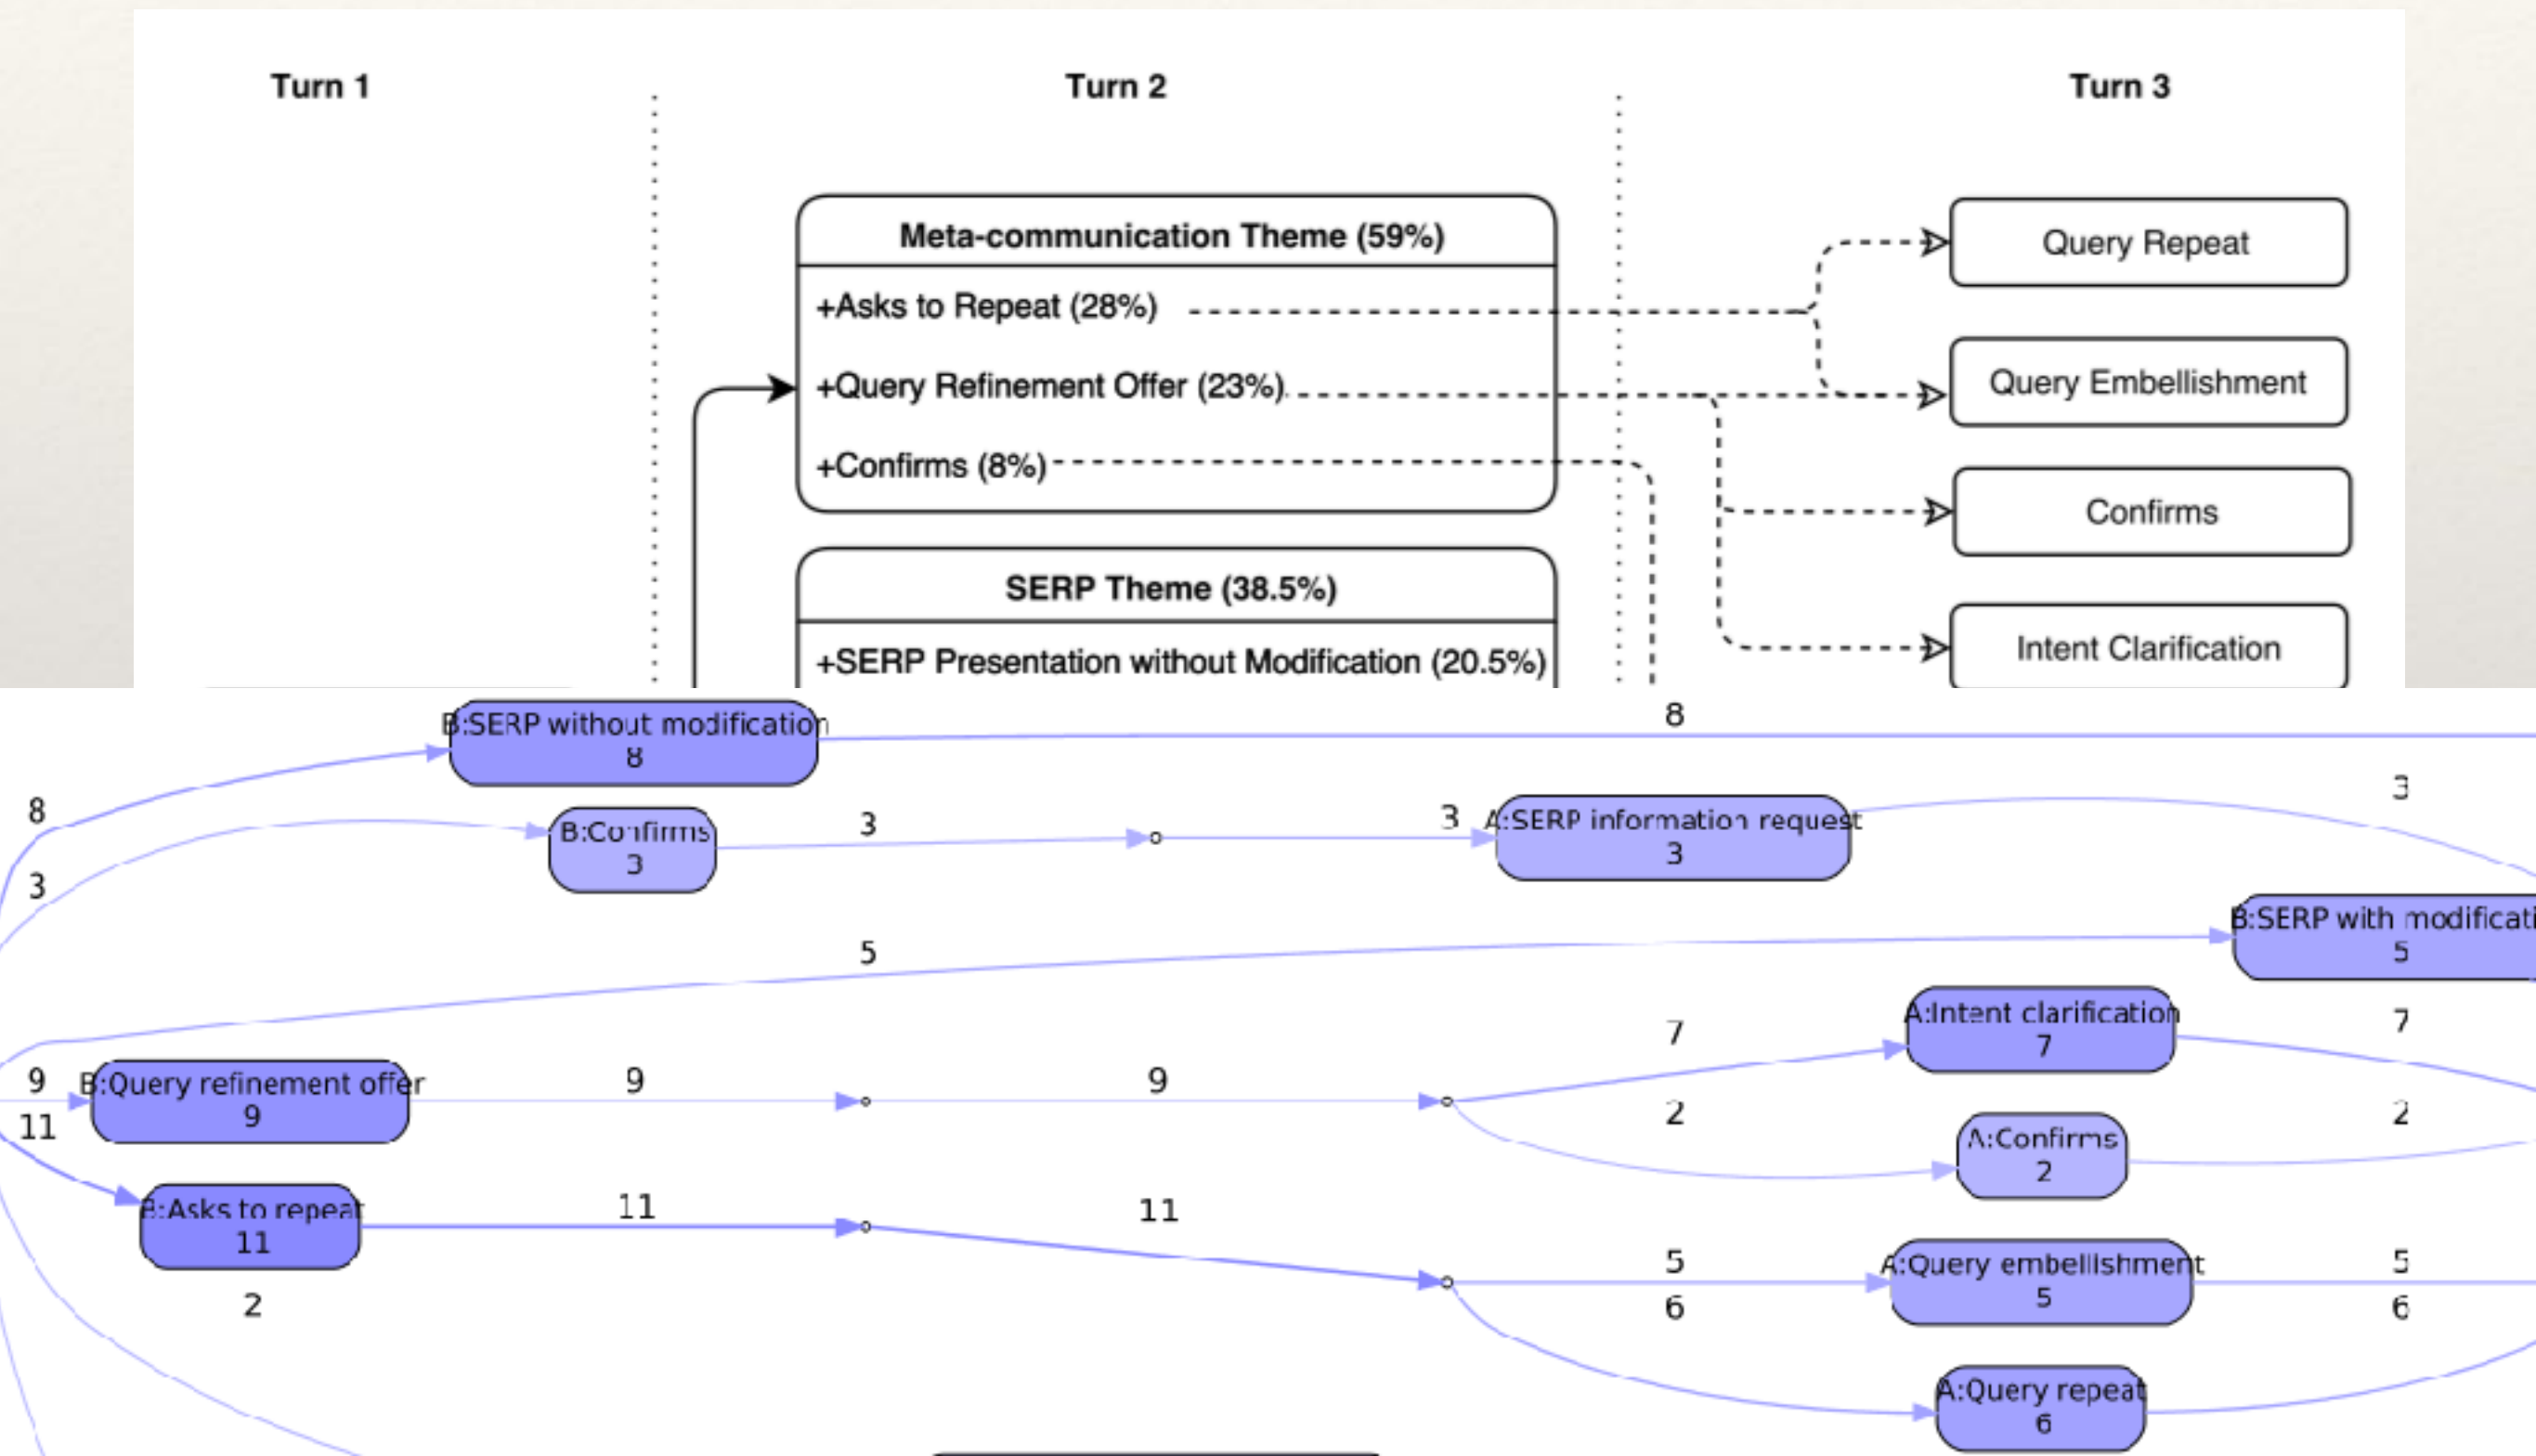 Turn 1
Turn 2
Turn 3
Meta-communication Theme (59%)
+Asks to Repeat (28%)
+Query Refinement Offer (23%)
+Confirms (8%)
SERP Theme (38.5%)
+SERP Presentation without Modification (20.5%)
Query Repeat
Query Embellishment
Confirms
Intent Clarification
B:SERP without modification
8
8
8
B:Confirms
3
3
3
3
A:SERP information request
3
3
5
B:SERP with modificati
5
9
B:Query refinement offer
9
9
9
7
A:Intent clarification
7
7
2
A:Confirms
2
2
11
B:Asks to repeat
11
11
11
5
A:Query embellishment
5
5
6
A:Query repeat
6
6
2